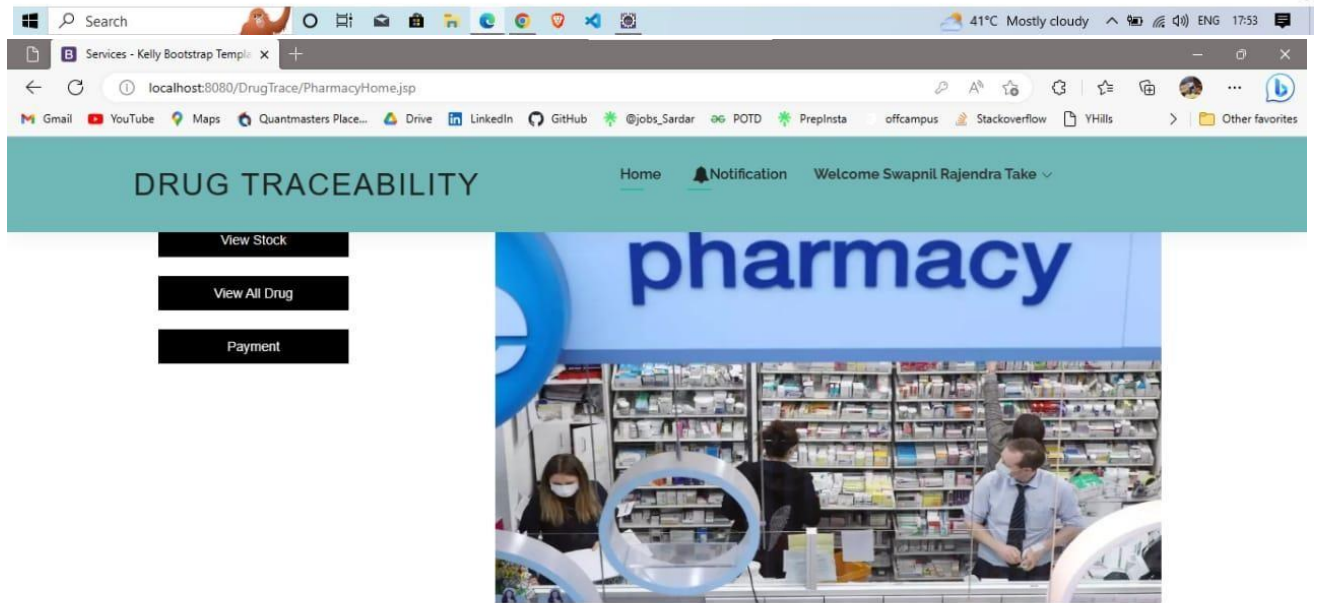 Search
41°C Mostly cloudy
ENG
17:53
Services - Kelly Bootstrap Templa
localhost:8080/DrugTrace/PharmacyHome.jsp
Gmail YouTube Maps Quantmasters Place... Drive LinkedIn GitHub @jobs_Sardar POTD PrepInsta offcampus Stackoverflow YHills Other favorites
DRUG TRACEABILITY
Home Notification Welcome Swapnil Rajendra Take
View Stock
View All Drug
Payment
pharmacy